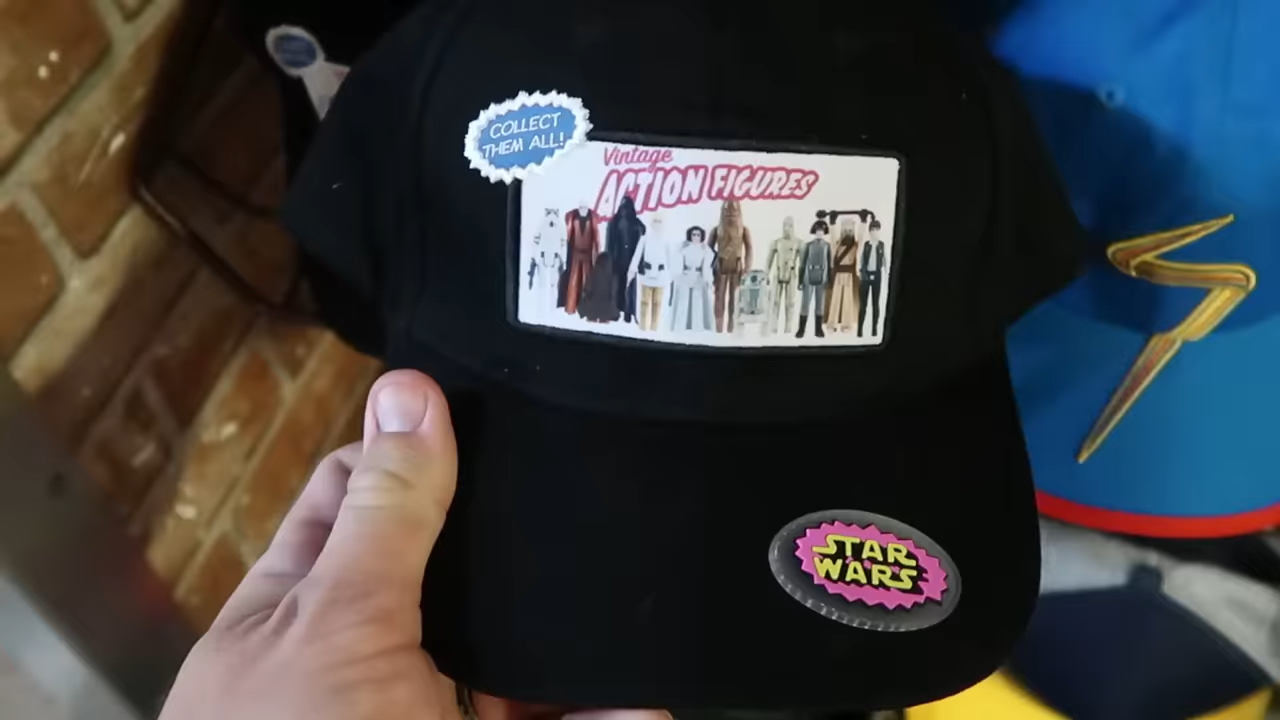 COLLECT
THEM ALL!
Vintage
ACTION FIGURES
STAR
WARS